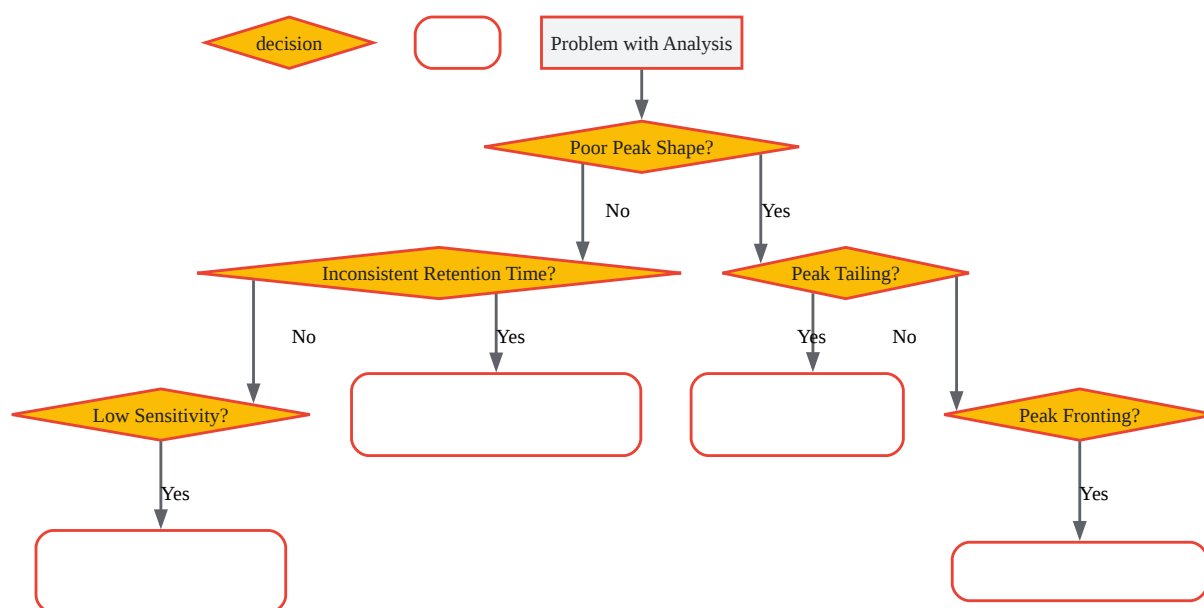 decision
Problem with Analysis
Poor Peak Shape?
No
Yes
Inconsistent Retention Time?
Peak Tailing?
No
Yes
Yes
No
Low Sensitivity?
Peak Fronting?
Yes
Yes